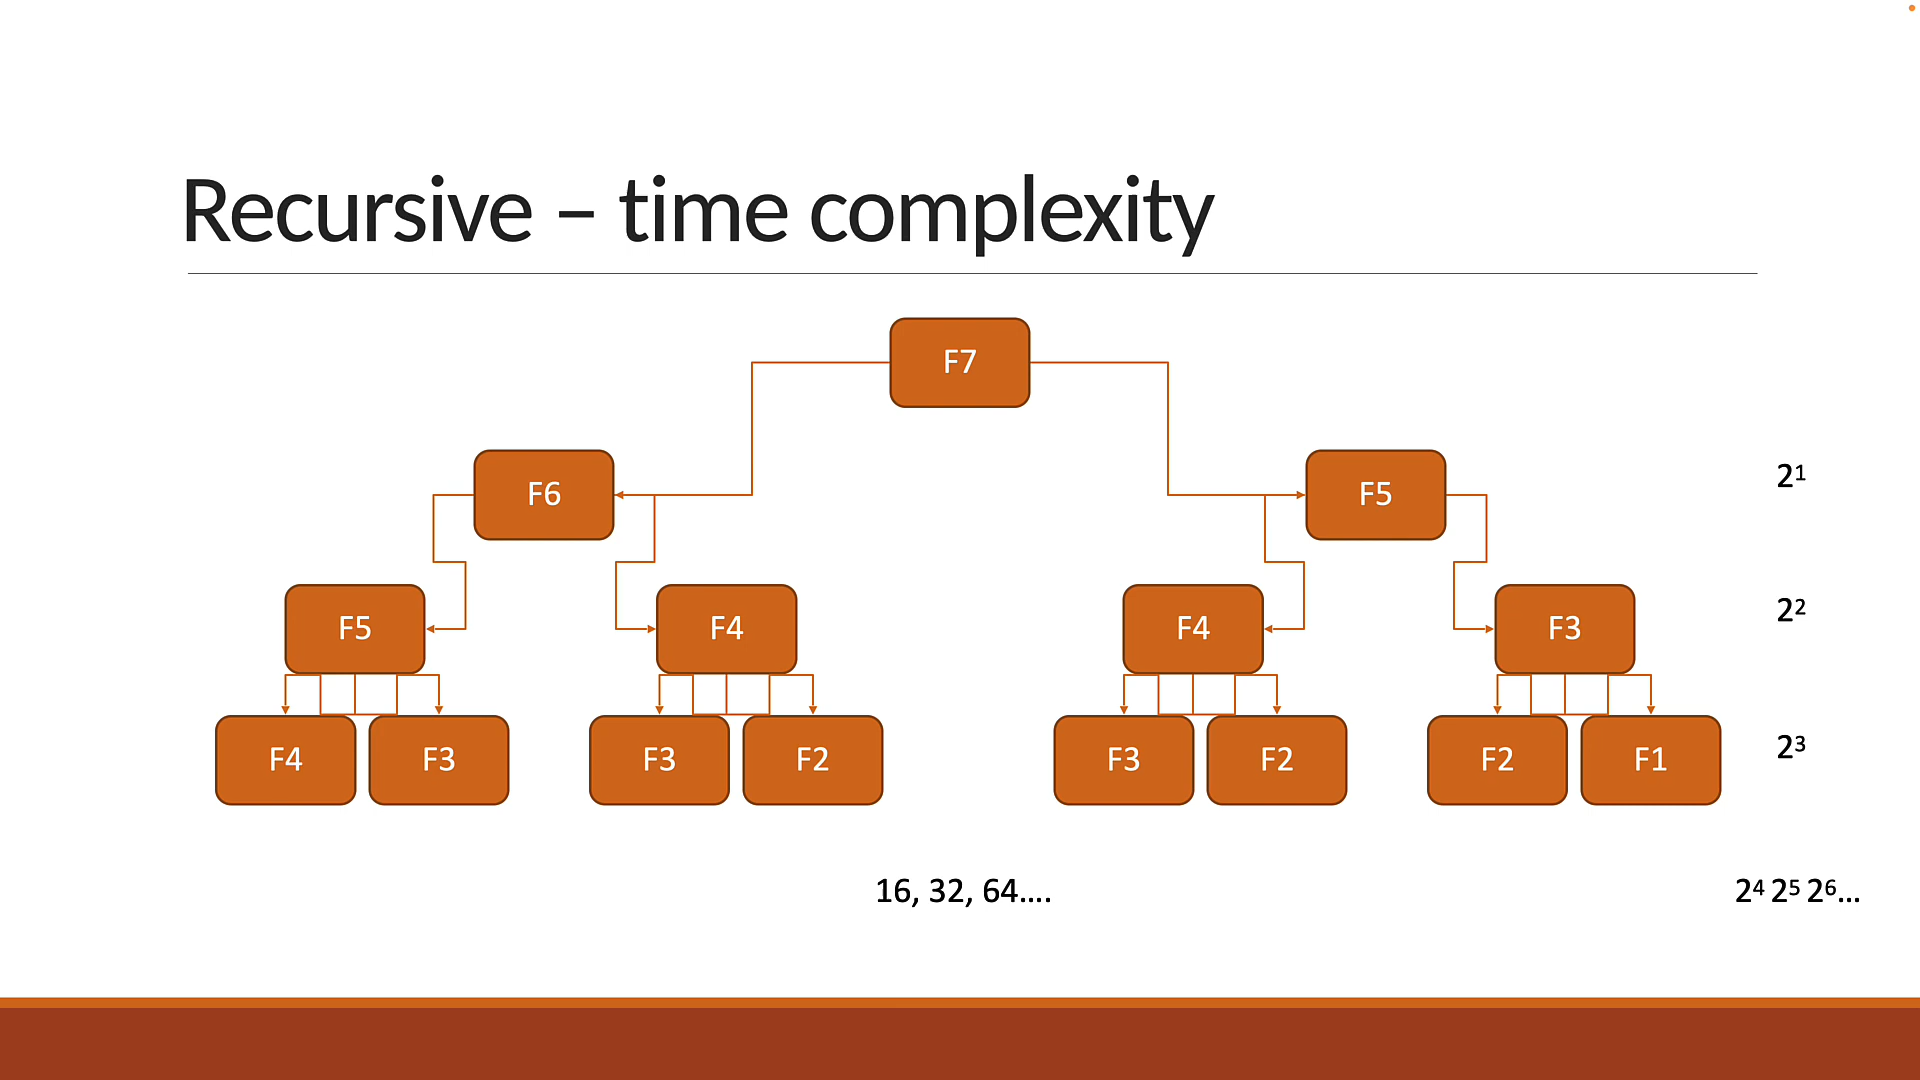 Recursive – time complexity
F7
F6 F5 2¹
F5 F4 F4 F3 2²
F4 F3 F3 F2 F3 F2 F2 F1 2³
16, 32, 64.... 2⁴ 2⁵ 2⁶...